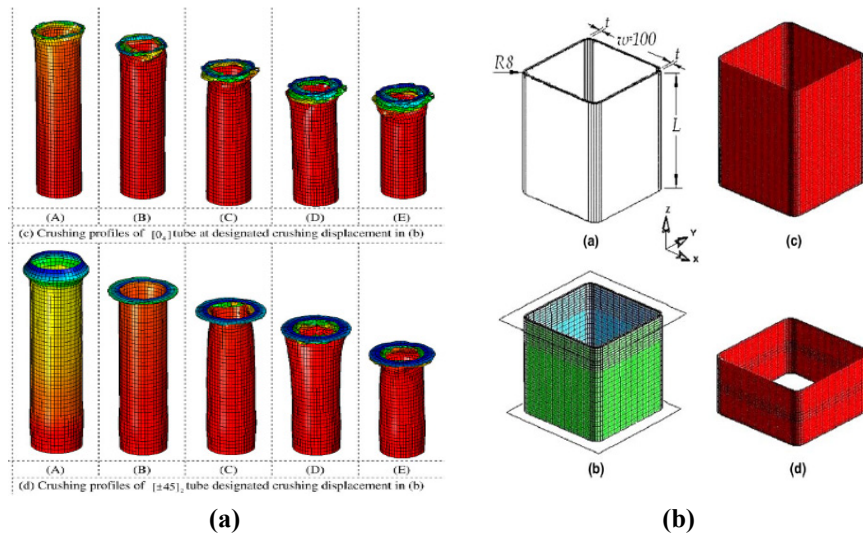 (A) (B) (C) (D) (E)
(c) Crushing profiles of [0₄] tube at designated crushing displacement in (b)
(A) (B) (C) (D) (E)
(d) Crushing profiles of [±45]₂ tube designated crushing displacement in (b)
(a)
t
w=100
t
R8
L
(a)
Z
Y
X
(c)
(b)
(d)
(b)